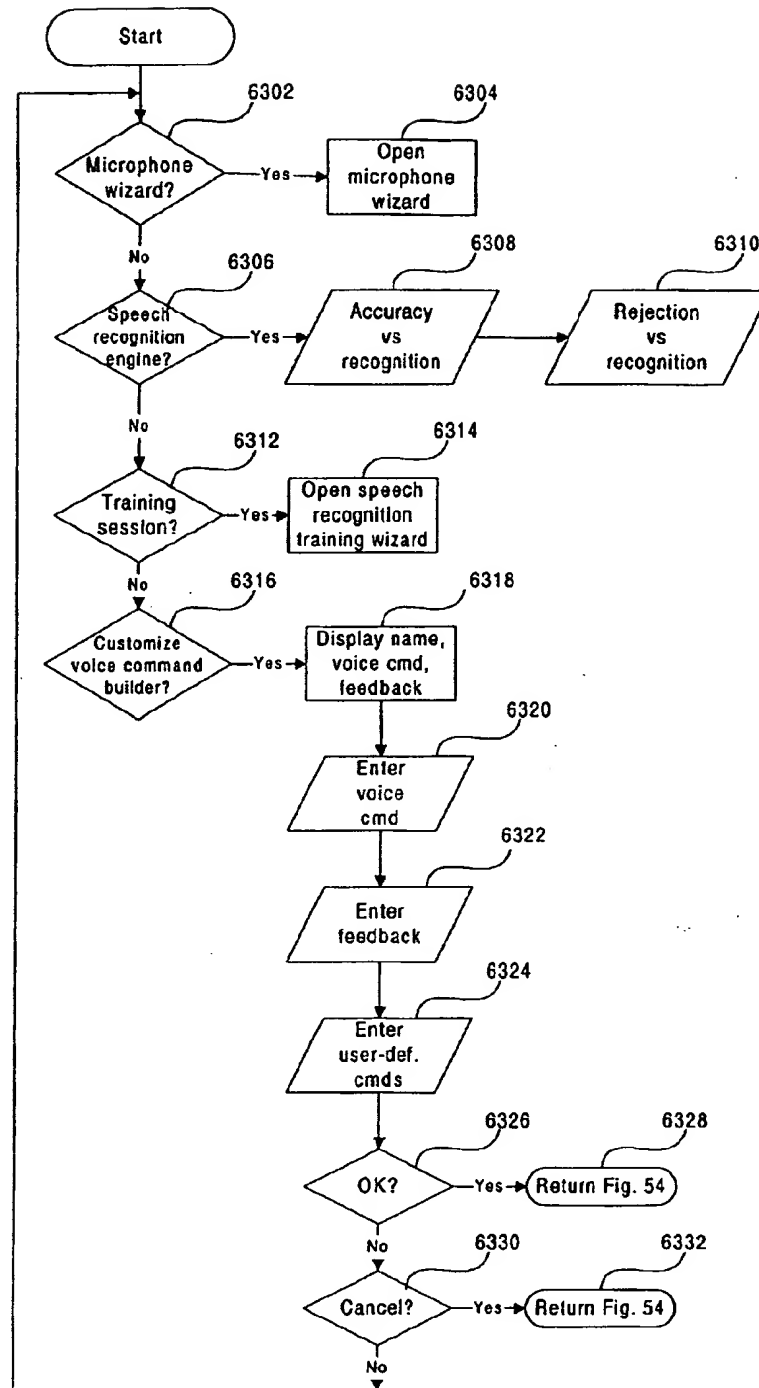 Start
6302
Microphone
wizard?
Yes
6304
Open
microphone
wizard
No
6306
Speech
recognition
engine?
Yes
6308
Accuracy
vs
recognition
6310
Rejection
vs
recognition
No
6312
Training
session?
Yes
6314
Open speech
recognition
training wizard
No
6316
Customize
voice command
builder?
Yes
6318
Display name,
voice cmd,
feedback
6320
Enter
voice
cmd
6322
Enter
feedback
6324
Enter
user-def.
cmds
6326
OK?
Yes
6328
Return Fig. 54
No
6330
Cancel?
Yes
6332
Return Fig. 54
No